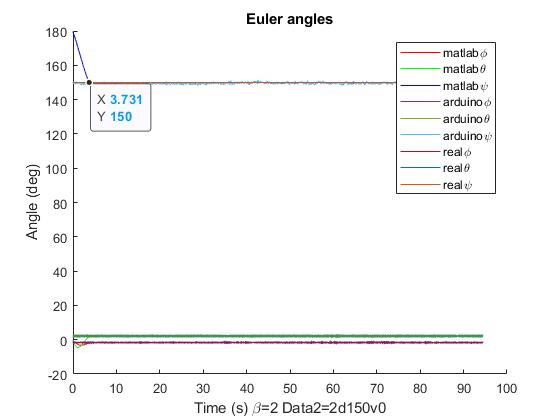 Euler angles
180
160
140
120
100
80
60
40
20
0
-20
Angle (deg)
X 3.731
Y 150
matlab ϕ
matlab θ
matlab ψ
arduino ϕ
arduino θ
arduino ψ
real ϕ
real θ
real ψ
0 10 20 30 40 50 60 70 80 90 100
Time (s) β=2 Data2=2d150v0